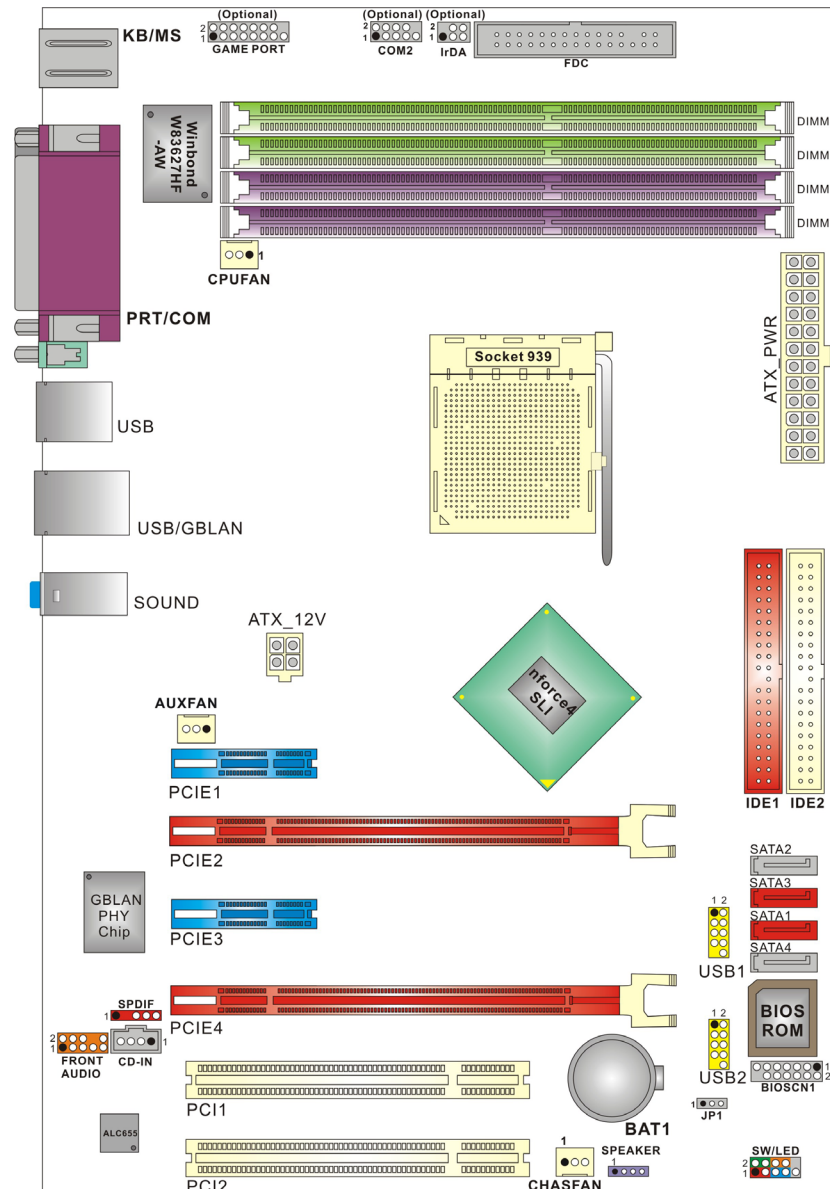 (Optional)
(Optional)
(Optional)
KB/MS
2
1
GAME PORT
2
1
COM2
2
1
IrDA
FDC
Winbond
W83627HF
-AW
DIMM
DIMM
DIMM
DIMM
1
CPUFAN
PRT/COM
ATX_PWR
Socket 939
USB
USB/GBLAN
SOUND
ATX_12V
nforce4
SLI
AUXFAN
PCIE1
IDE1
IDE2
PCIE2
SATA2
SATA3
SATA1
SATA4
GBLAN
PHY
Chip
PCIE3
1 2
USB1
SPDIF
1
PCIE4
BIOS
ROM
2
1
FRONT
AUDIO
1
CD-IN
1 2
USB2
1
2
BIOSCN1
PCI1
BAT1
1
JP1
ALC655
1
CHASFAN
SPEAKER
1
SW/LED
2
1
PCI2